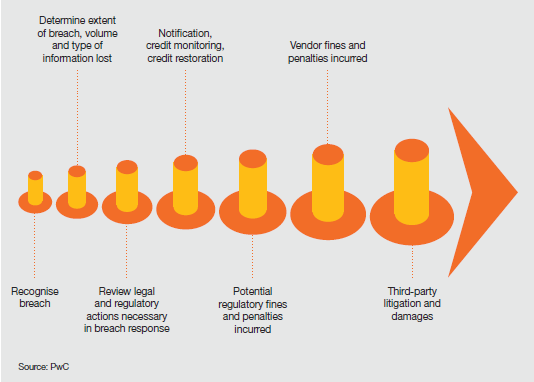 Determine extent
of breach, volume
and type of
information lost
Notification,
credit monitoring,
credit restoration
Vendor fines and
penalties incurred
Recognise
breach
Review legal
and regulatory
actions necessary
in breach response
Potential
regulatory fines
and penalties
incurred
Third-party
litigation and
damages
Source: PwC